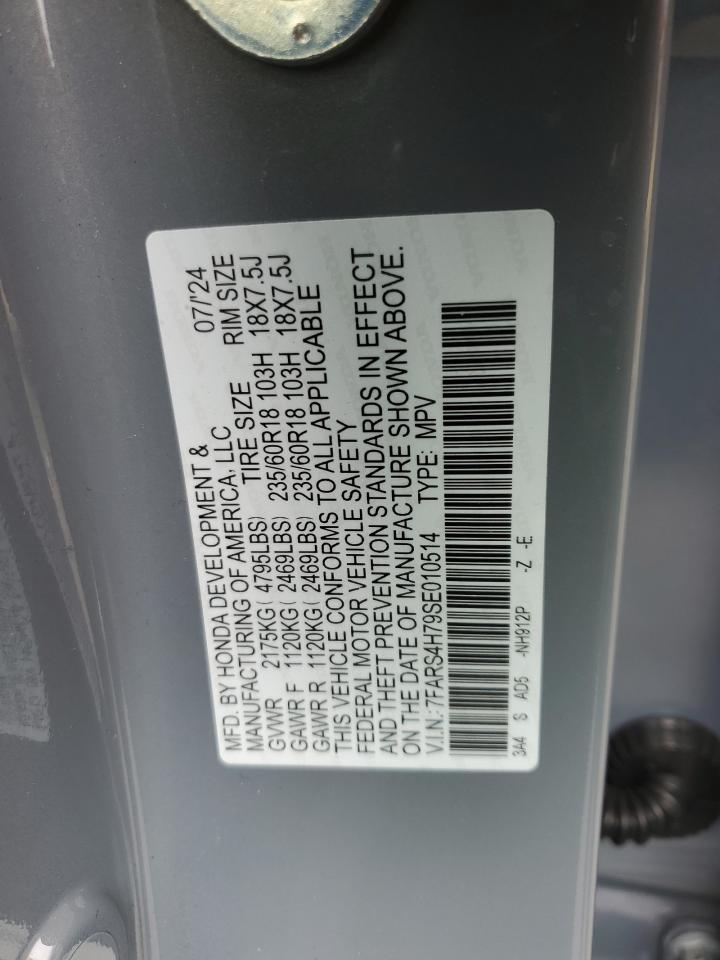 MFD. BY HONDA DEVELOPMENT & 07/'24
MANUFACTURING OF AMERICA, LLC
TIRE SIZE RIM SIZE
GVWR 2175KG( 4795LBS)
GAWR F 1120KG( 2469LBS) 235/60R18 103H 18X7.5J
GAWR R 1120KG( 2469LBS) 235/60R18 103H 18X7.5J
THIS VEHICLE CONFORMS TO ALL APPLICABLE
FEDERAL MOTOR VEHICLE SAFETY
AND THEFT PREVENTION STANDARDS IN EFFECT
ON THE DATE OF MANUFACTURE SHOWN ABOVE.
V.I.N.: 7FARS4H79SE010514 TYPE: MPV
3A4 S AD5 -NH912P -Z -E